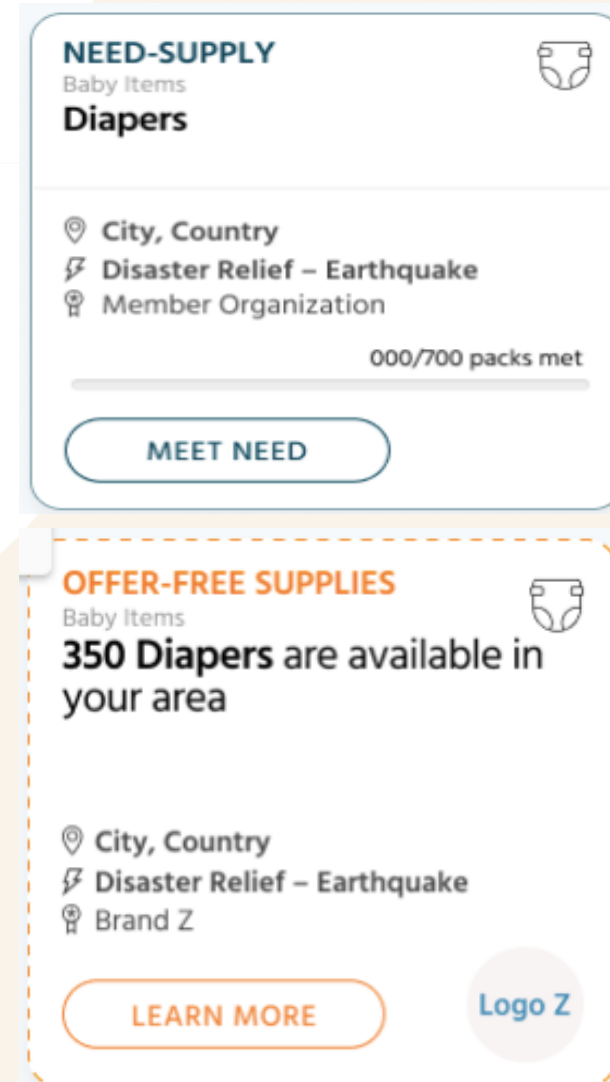 NEED-SUPPLY
Baby Items
Diapers
City, Country
Disaster Relief – Earthquake
Member Organization
000/700 packs met
MEET NEED
OFFER-FREE SUPPLIES
Baby Items
350 Diapers are available in
your area
City, Country
Disaster Relief – Earthquake
Brand Z
LEARN MORE
Logo Z